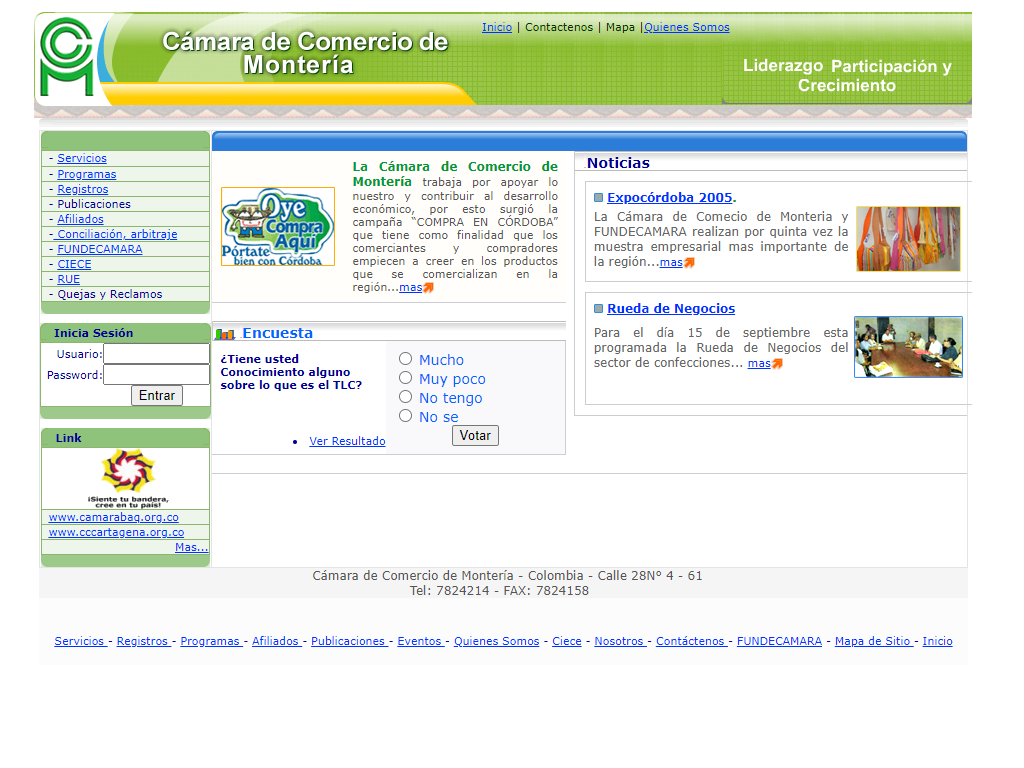 Cámara de Comercio de
Montería
Inicio | Contactenos | Mapa |Quienes Somos
Liderazgo Participación y
Crecimiento
- Servicios
- Programas
- Registros
- Publicaciones
- Afiliados
- Conciliación, arbitraje
- FUNDECAMARA
- CIECE
- RUE
- Quejas y Reclamos
Inicia Sesión
Usuario:
Password:
Entrar
Link
¡Siente tu bandera,
cree en tu país!
www.camarabaq.org.co
www.cccartagena.org.co
Mas...
Oye
Compra
Aquí
Pórtate
bien con Córdoba
La Cámara de Comercio de
Montería trabaja por apoyar lo
nuestro y contribuir al desarrollo
económico, por esto surgió la
campaña “COMPRA EN CÓRDOBA”
que tiene como finalidad que los
comerciantes y compradores
empiecen a creer en los productos
que se comercializan en la
región...mas
Encuesta
¿Tiene usted
Conocimiento alguno
sobre lo que es el TLC?
• Ver Resultado
Mucho
Muy poco
No tengo
No se
Votar
Noticias
Expocórdoba 2005.
La Cámara de Comecio de Monteria y
FUNDECAMARA realizan por quinta vez la
muestra empresarial mas importante de
la región...mas
Rueda de Negocios
Para el día 15 de septiembre esta
programada la Rueda de Negocios del
sector de confecciones... mas
Cámara de Comercio de Montería - Colombia - Calle 28N° 4 - 61
Tel: 7824214 - FAX: 7824158
Servicios - Registros - Programas - Afiliados - Publicaciones - Eventos - Quienes Somos - Ciece - Nosotros - Contáctenos - FUNDECAMARA - Mapa de Sitio - Inicio